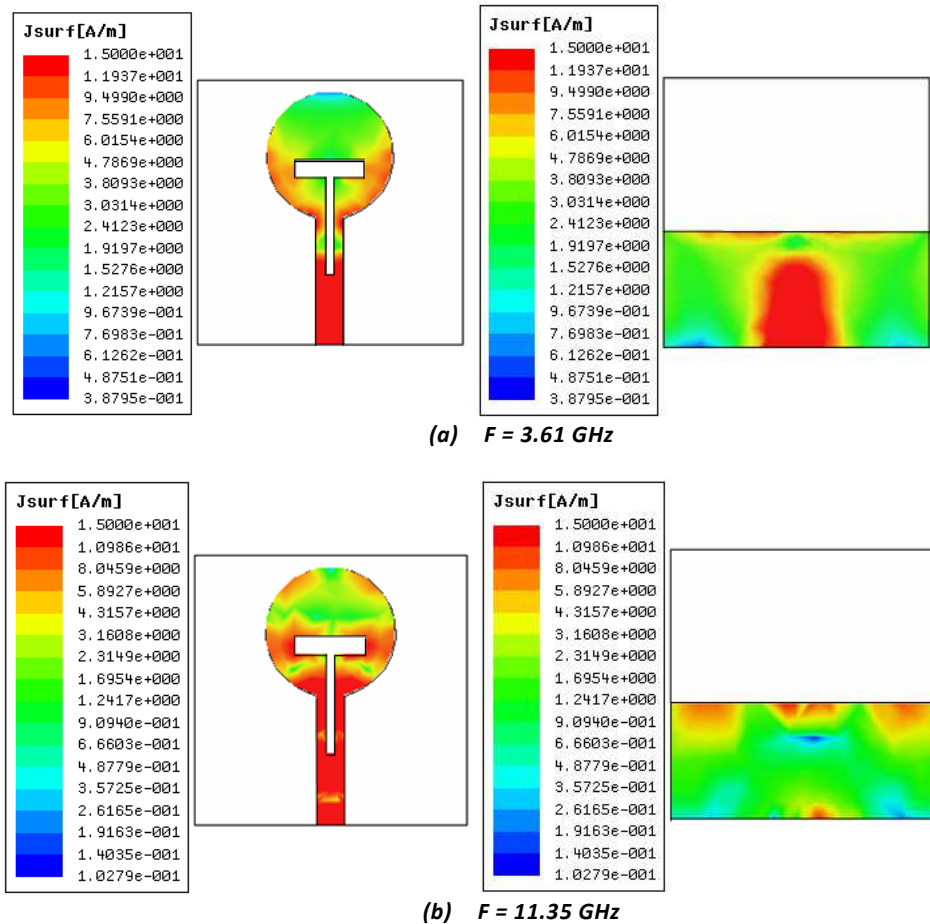 Jsurf[A/m]
1.5000e+001
1.1937e+001
9.4990e+000
7.5591e+000
6.0154e+000
4.7869e+000
3.8093e+000
3.0314e+000
2.4123e+000
1.9197e+000
1.5276e+000
1.2157e+000
9.6739e-001
7.6983e-001
6.1262e-001
4.8751e-001
3.8795e-001
Jsurf[A/m]
1.5000e+001
1.1937e+001
9.4990e+000
7.5591e+000
6.0154e+000
4.7869e+000
3.8093e+000
3.0314e+000
2.4123e+000
1.9197e+000
1.5276e+000
1.2157e+000
9.6739e-001
7.6983e-001
6.1262e-001
4.8751e-001
3.8795e-001
(a) F = 3.61 GHz
Jsurf[A/m]
1.5000e+001
1.0986e+001
8.0459e+000
5.8927e+000
4.3157e+000
3.1608e+000
2.3149e+000
1.6954e+000
1.2417e+000
9.0940e-001
6.6603e-001
4.8779e-001
3.5725e-001
2.6165e-001
1.9163e-001
1.4035e-001
1.0279e-001
Jsurf[A/m]
1.5000e+001
1.0986e+001
8.0459e+000
5.8927e+000
4.3157e+000
3.1608e+000
2.3149e+000
1.6954e+000
1.2417e+000
9.0940e-001
6.6603e-001
4.8779e-001
3.5725e-001
2.6165e-001
1.9163e-001
1.4035e-001
1.0279e-001
(b) F = 11.35 GHz